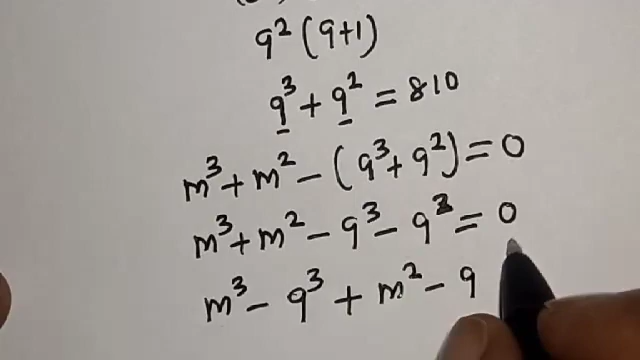 9² (9+1)
9³ + 9² = 810
m³ + m² - (9³ + 9²) = 0
m³ + m² - 9³ - 9² = 0
m³ - 9³ + m² - 9